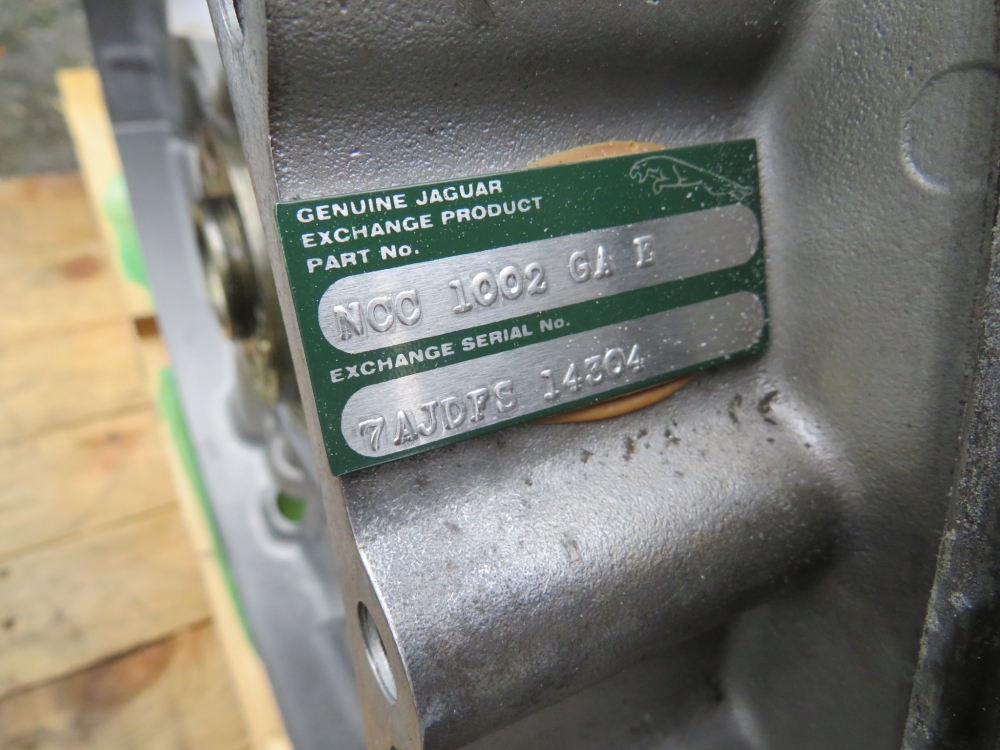 GENUINE JAGUAR
EXCHANGE PRODUCT
PART No.
NCC 1002 GA E
EXCHANGE SERIAL No.
7AJDFS 14304